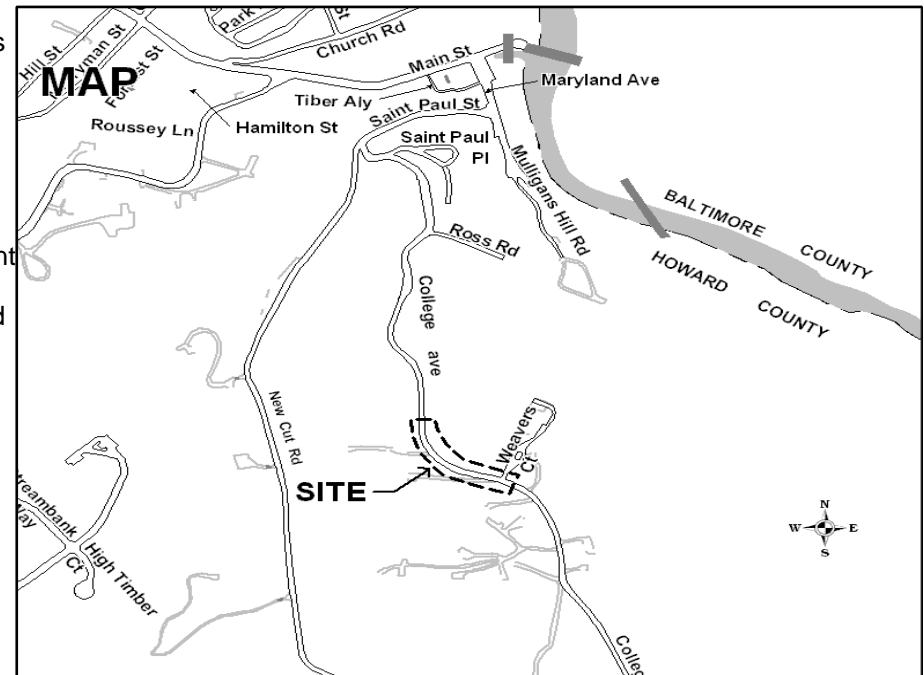 s
nt
d
MAP
Hill St
Park
St
Church Rd
Main St
Maryland Ave
Tiber Aly
Saint Paul St
Roussey Ln
Hamilton St
Saint Paul
Pl
Mulligans Hill Rd
Ross Rd
BALTIMORE COUNTY
HOWARD COUNTY
College ave
New Cut Rd
Weavers
Ct
SITE
Way
High Timber
Ct
N
W
E
S